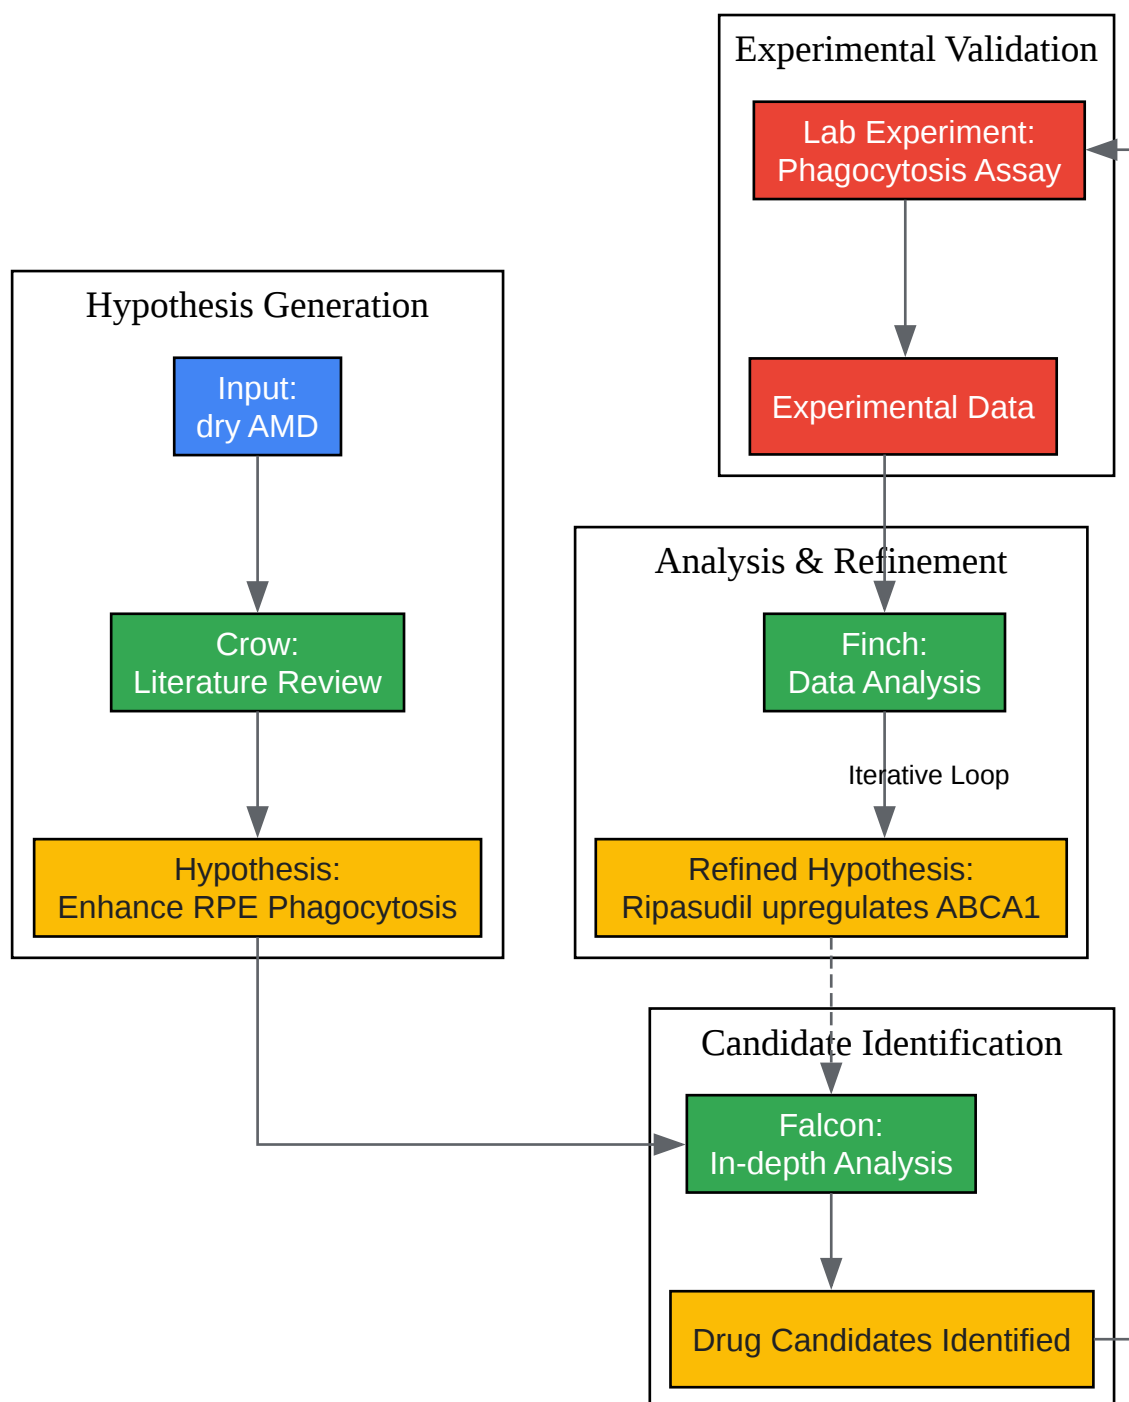 Experimental Validation
Lab Experiment:
Phagocytosis Assay
Experimental Data
Hypothesis Generation
Input:
dry AMD
Crow:
Literature Review
Hypothesis:
Enhance RPE Phagocytosis
Analysis & Refinement
Finch:
Data Analysis
Iterative Loop
Refined Hypothesis:
Ripasudil upregulates ABCA1
Candidate Identification
Falcon:
In-depth Analysis
Drug Candidates Identified